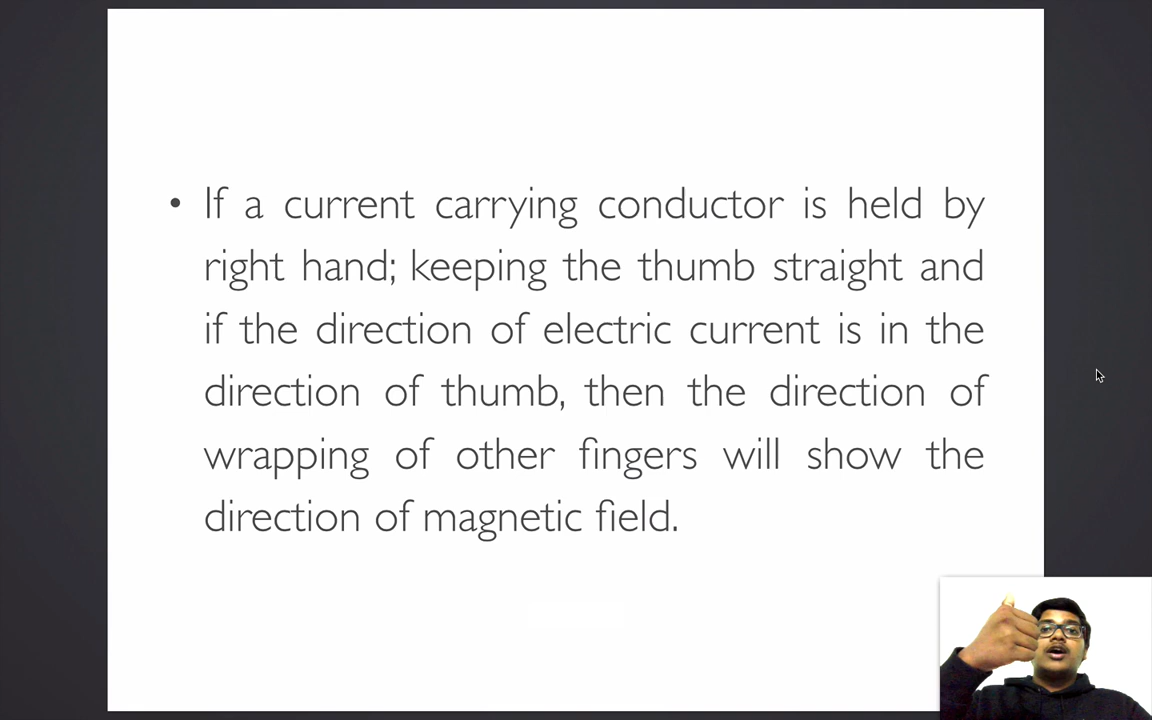 • If a current carrying conductor is held by
right hand; keeping the thumb straight and
if the direction of electric current is in the
direction of thumb, then the direction of
wrapping of other fingers will show the
direction of magnetic field.